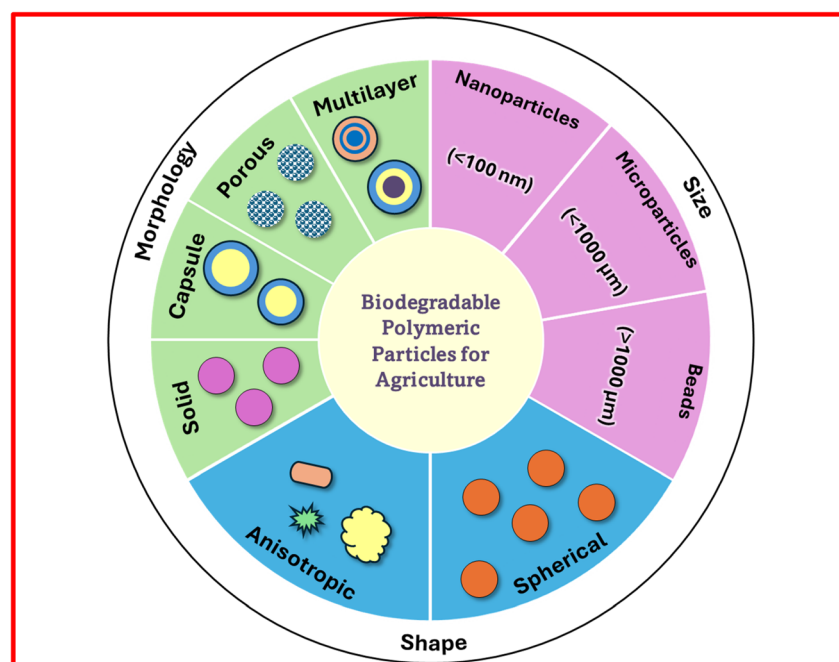 Biodegradable
Polymeric
Particles for
Agriculture
Size
Nanoparticles
(<100 nm)
Microparticles
(<1000 µm)
Beads
(>1000 µm)
Shape
Spherical
Anisotropic
Morphology
Solid
Capsule
Porous
Multilayer